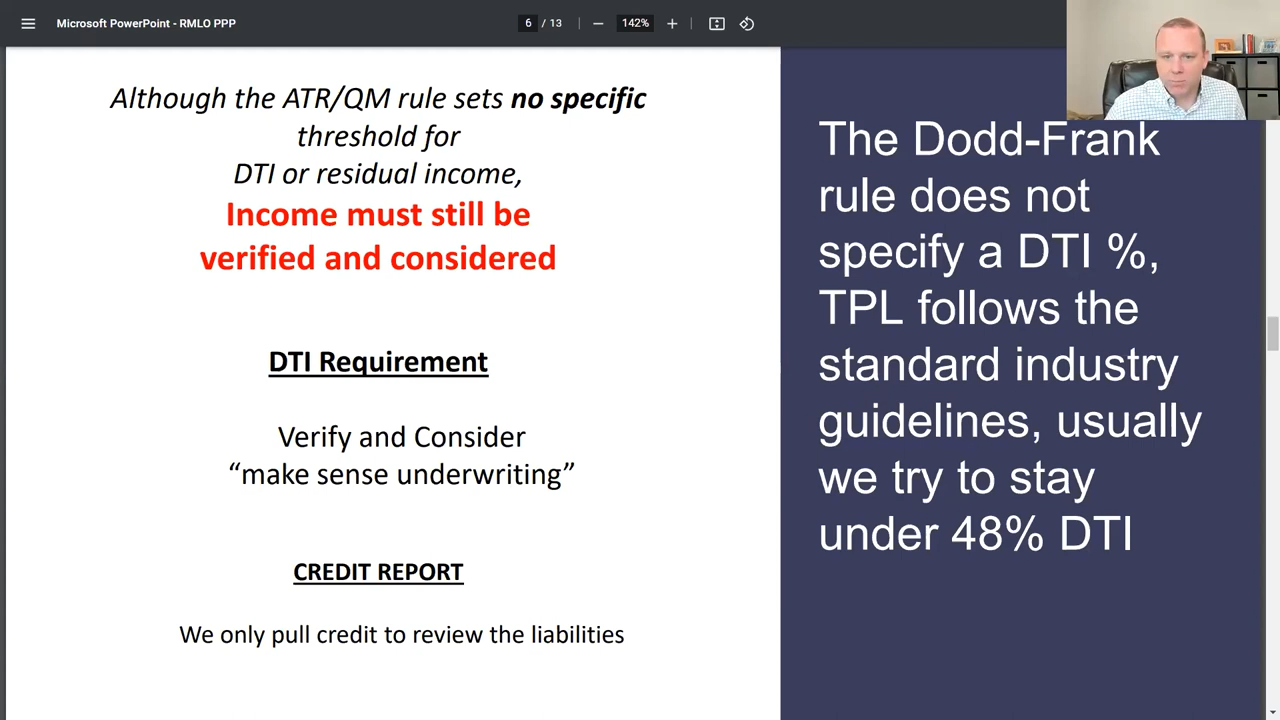 Microsoft PowerPoint - RMLO PPP
6 / 13
142%
Although the ATR/QM rule sets no specific
threshold for
DTI or residual income,
Income must still be
verified and considered
DTI Requirement
Verify and Consider
“make sense underwriting”
CREDIT REPORT
We only pull credit to review the liabilities
The Dodd-Frank
rule does not
specify a DTI %,
TPL follows the
standard industry
guidelines, usually
we try to stay
under 48% DTI